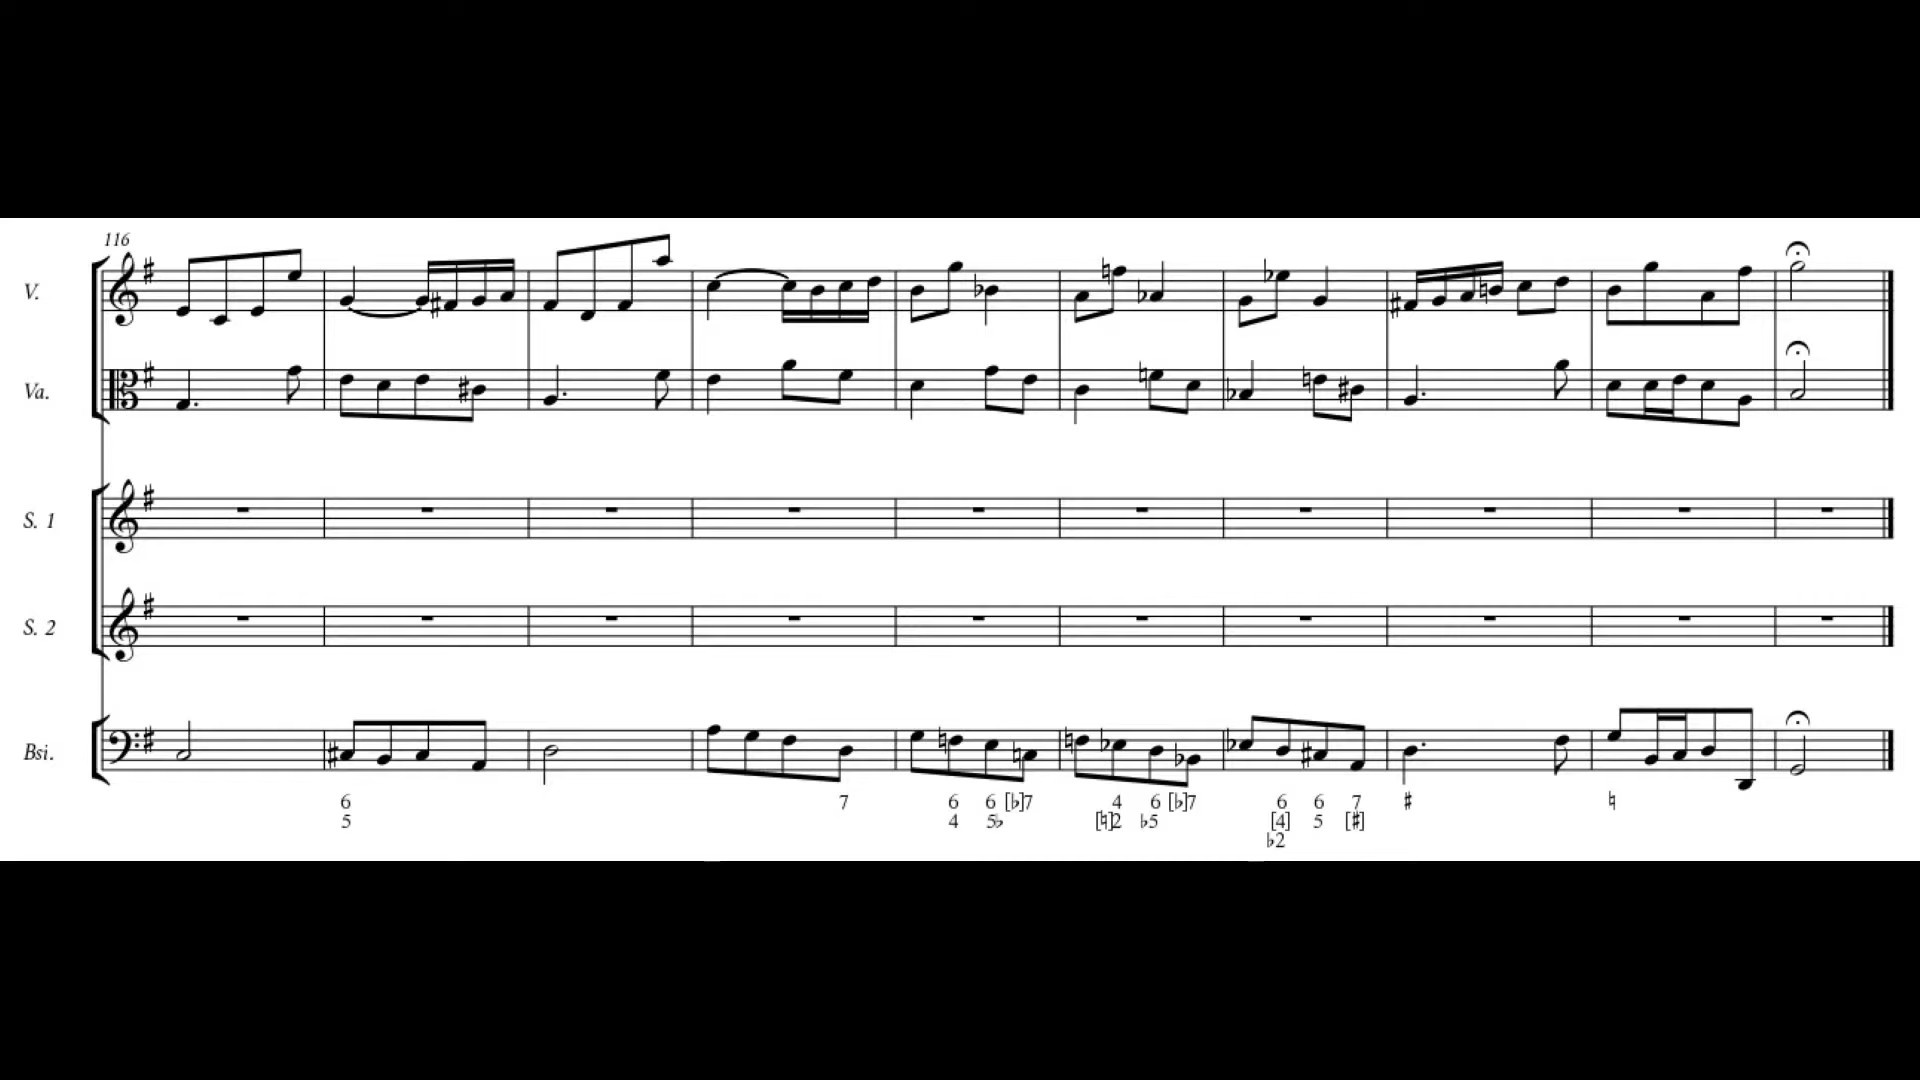 116
V.
Va.
S. 1
S. 2
Bsi.
6 7 6 6 [♭]7 4 6 [♭]7 6 6 7 ♯ ♮
5 4 5♭ [♮]2 ♭5 [4] 5 [♯]
♭2